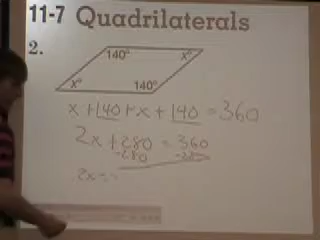 11-7 Quadrilaterals
2.
140° x°
x° 140°
x + 140 + x + 140 = 360
2x + 280 = 360
-280 -280
2x =